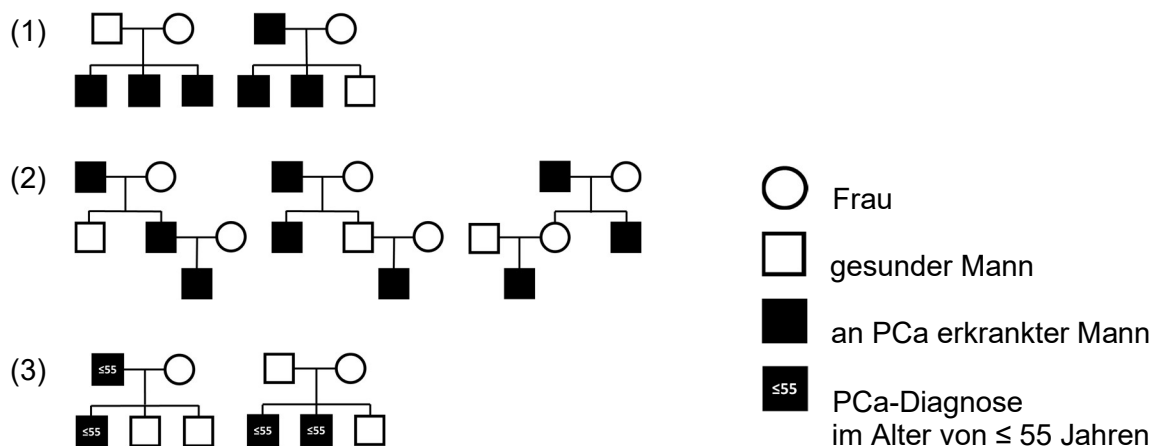 (1)
(2)
Frau
gesunder Mann
an PCa erkrankter Mann
(3)
≤55
≤55
PCa-Diagnose
≤55
≤55
≤55
im Alter von ≤ 55 Jahren